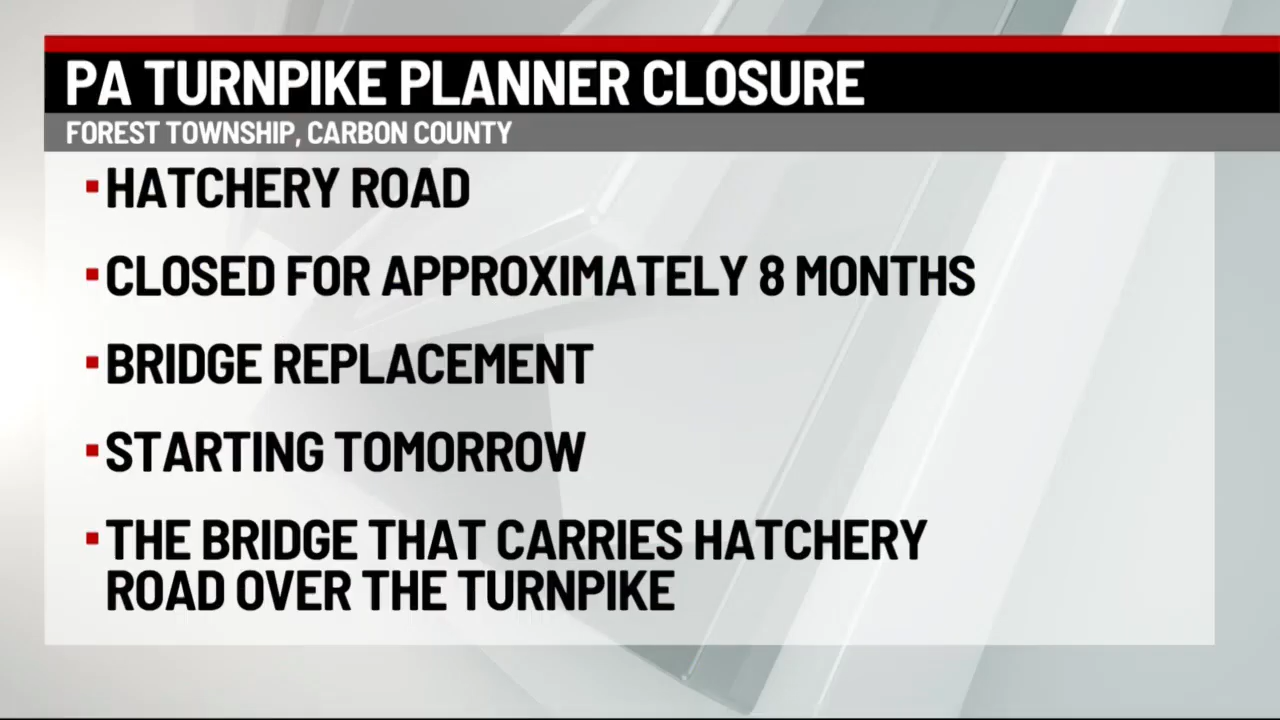 PA TURNPIKE PLANNER CLOSURE
FOREST TOWNSHIP, CARBON COUNTY
▪HATCHERY ROAD
▪CLOSED FOR APPROXIMATELY 8 MONTHS
▪BRIDGE REPLACEMENT
▪STARTING TOMORROW
▪THE BRIDGE THAT CARRIES HATCHERY
ROAD OVER THE TURNPIKE